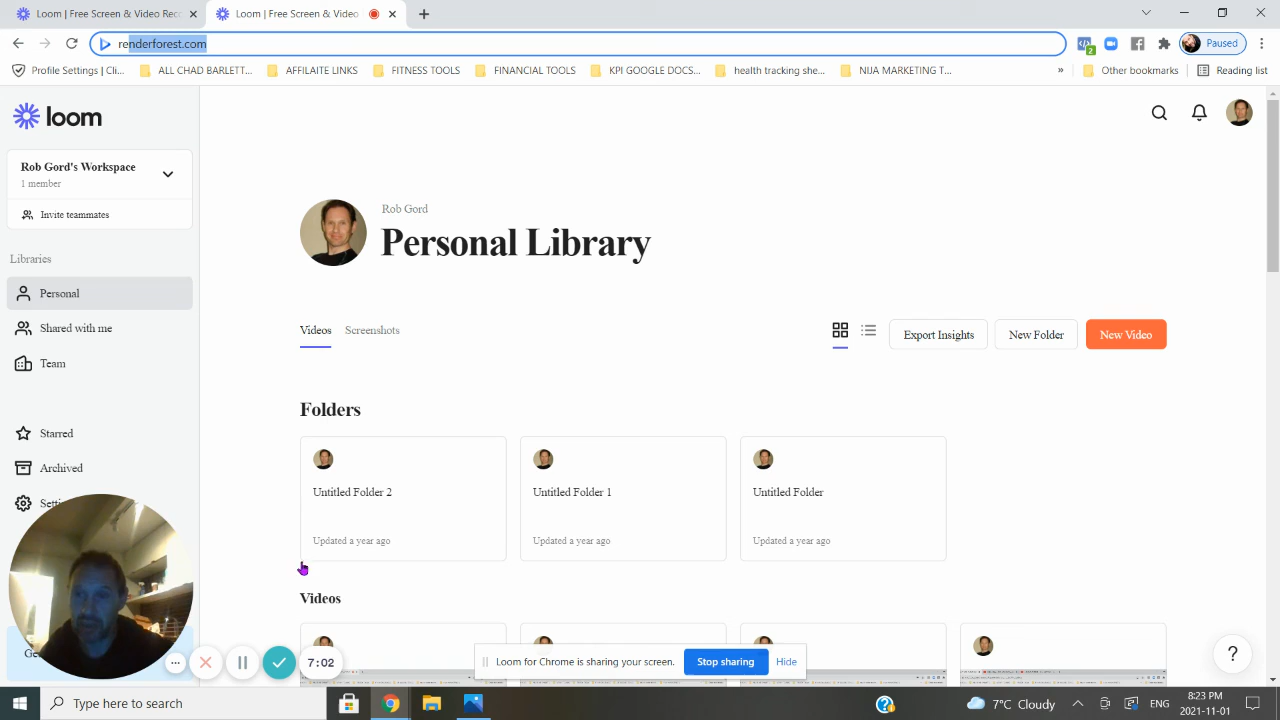 Loom | Free Screen & Video Rec
Loom | Free Screen & Video
renderforest.com
2
Paused
Profile Settings | Cli...
ALL CHAD BARLETT...
AFFILAITE LINKS
FITNESS TOOLS
FINANCIAL TOOLS
KPI GOOGLE DOCS...
health tracking she...
NIJA MARKETING T...
»
Other bookmarks
Reading list
loom
Rob Gord's Workspace
1 member
Invite teammates
Libraries
Personal
Shared with me
Team
Starred
Archived
Rob Gord
Personal Library
Videos
Screenshots
Export Insights
New Folder
New Video
Folders
Untitled Folder 2
Updated a year ago
Untitled Folder 1
Updated a year ago
Untitled Folder
Updated a year ago
Videos
7:02
Loom for Chrome is sharing your screen.
Stop sharing
Hide
?
Type here to search
7°C Cloudy
ENG
8:23 PM
2021-11-01